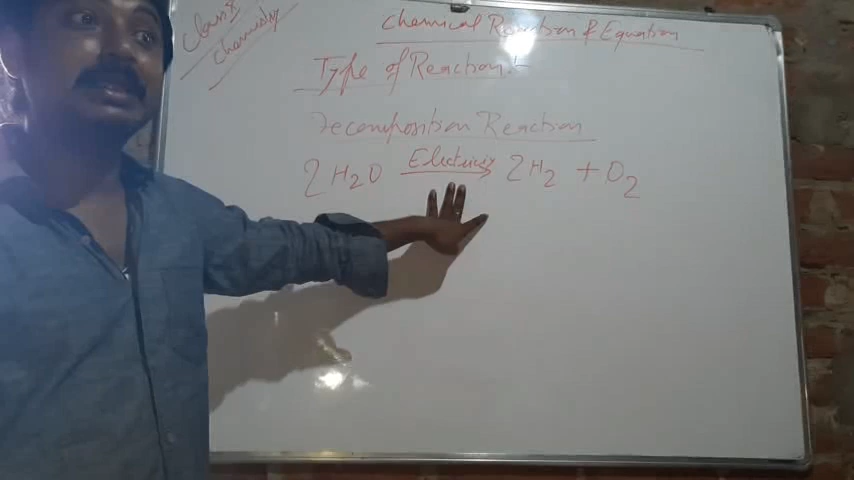 Class 8
Chemistry
Chemical Reaction & Equation
Type of Reaction :-
Decomposition Reaction
2H₂O Electricity → 2H₂ + O₂